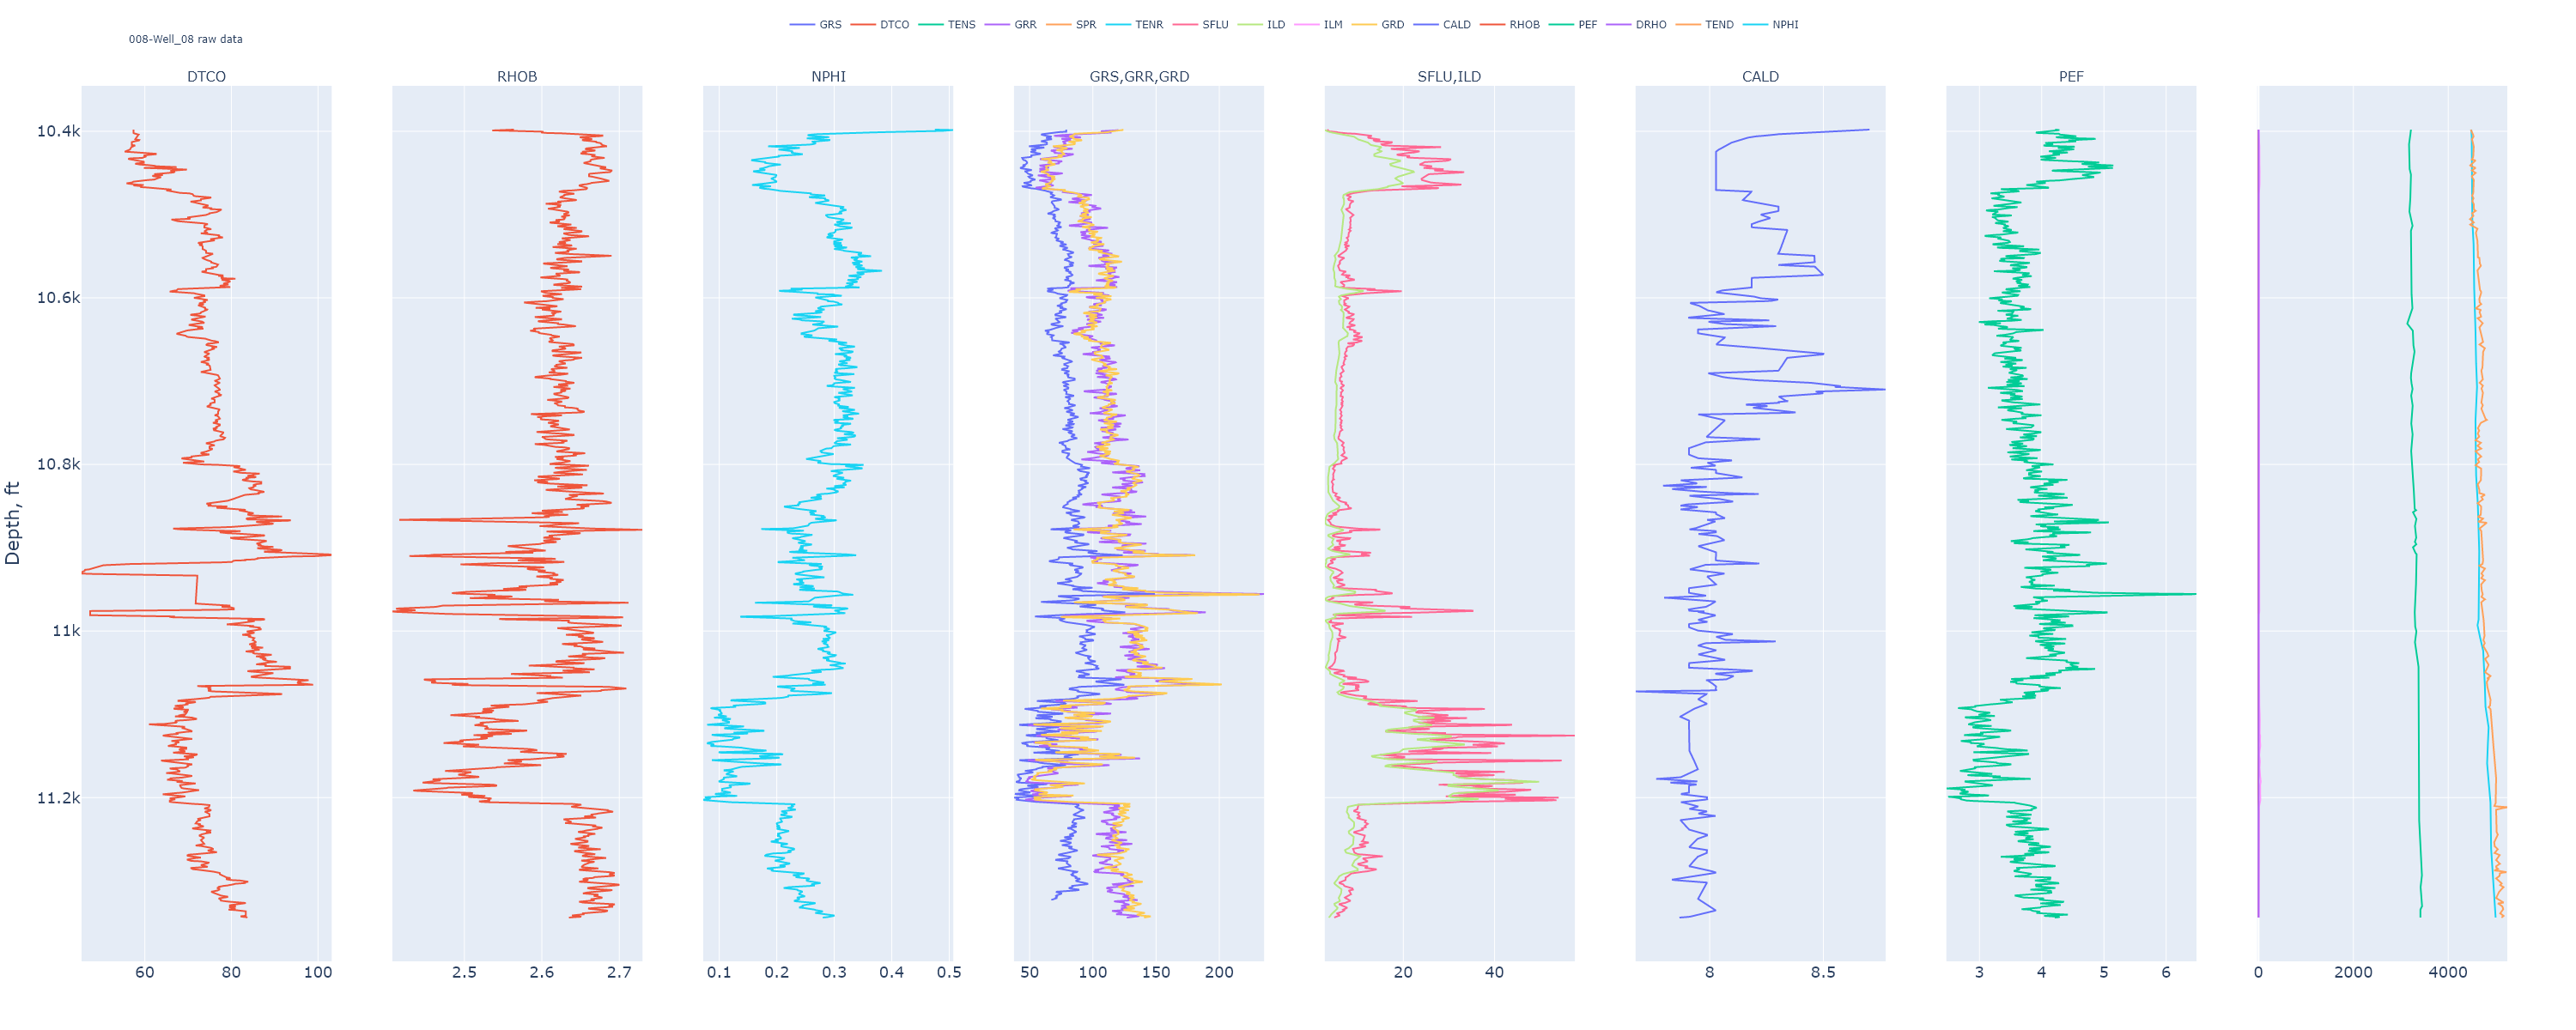 GRS DTCO TENS GRR SPR TENR SFLU ILD ILM GRD CALD RHOB PEF DRHO TEND NPHI
008-Well_08 raw data
DTCO RHOB NPHI GRS,GRR,GRD SFLU,ILD CALD PEF
10.4k
10.6k
10.8k
11k
11.2k
Depth, ft
60 80 100 2.5 2.6 2.7 0.1 0.2 0.3 0.4 0.5 50 100 150 200 20 40 8 8.5 3 4 5 6 0 2000 4000